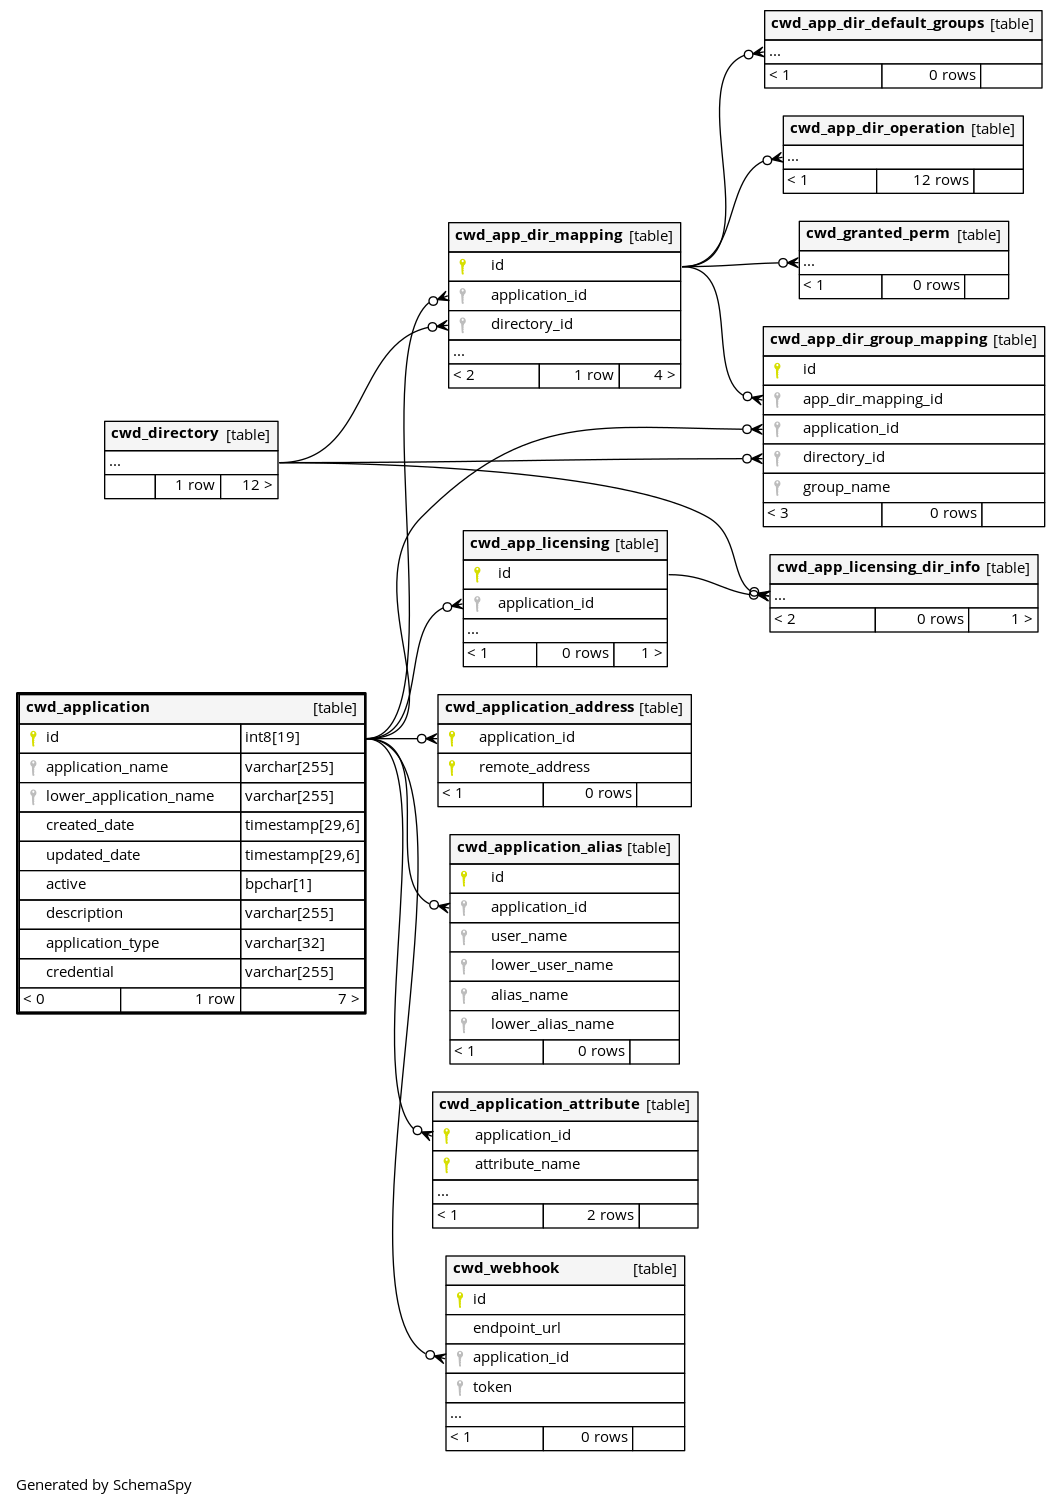 cwd_app_dir_default_groups [table]
...
< 1 0 rows
cwd_app_dir_operation [table]
...
< 1 12 rows
cwd_app_dir_mapping [table]
id
application_id
directory_id
...
< 2 1 row 4 >
cwd_granted_perm [table]
...
< 1 0 rows
cwd_app_dir_group_mapping [table]
id
app_dir_mapping_id
application_id
directory_id
group_name
< 3 0 rows
cwd_directory [table]
...
1 row 12 >
cwd_app_licensing [table]
id
application_id
...
< 1 0 rows 1 >
cwd_app_licensing_dir_info [table]
...
< 2 0 rows 1 >
cwd_application [table]
id int8[19]
application_name varchar[255]
lower_application_name varchar[255]
created_date timestamp[29,6]
updated_date timestamp[29,6]
active bpchar[1]
description varchar[255]
application_type varchar[32]
credential varchar[255]
< 0 1 row 7 >
cwd_application_address [table]
application_id
remote_address
< 1 0 rows
cwd_application_alias [table]
id
application_id
user_name
lower_user_name
alias_name
lower_alias_name
< 1 0 rows
cwd_application_attribute [table]
application_id
attribute_name
...
< 1 2 rows
cwd_webhook [table]
id
endpoint_url
application_id
token
...
< 1 0 rows
Generated by SchemaSpy